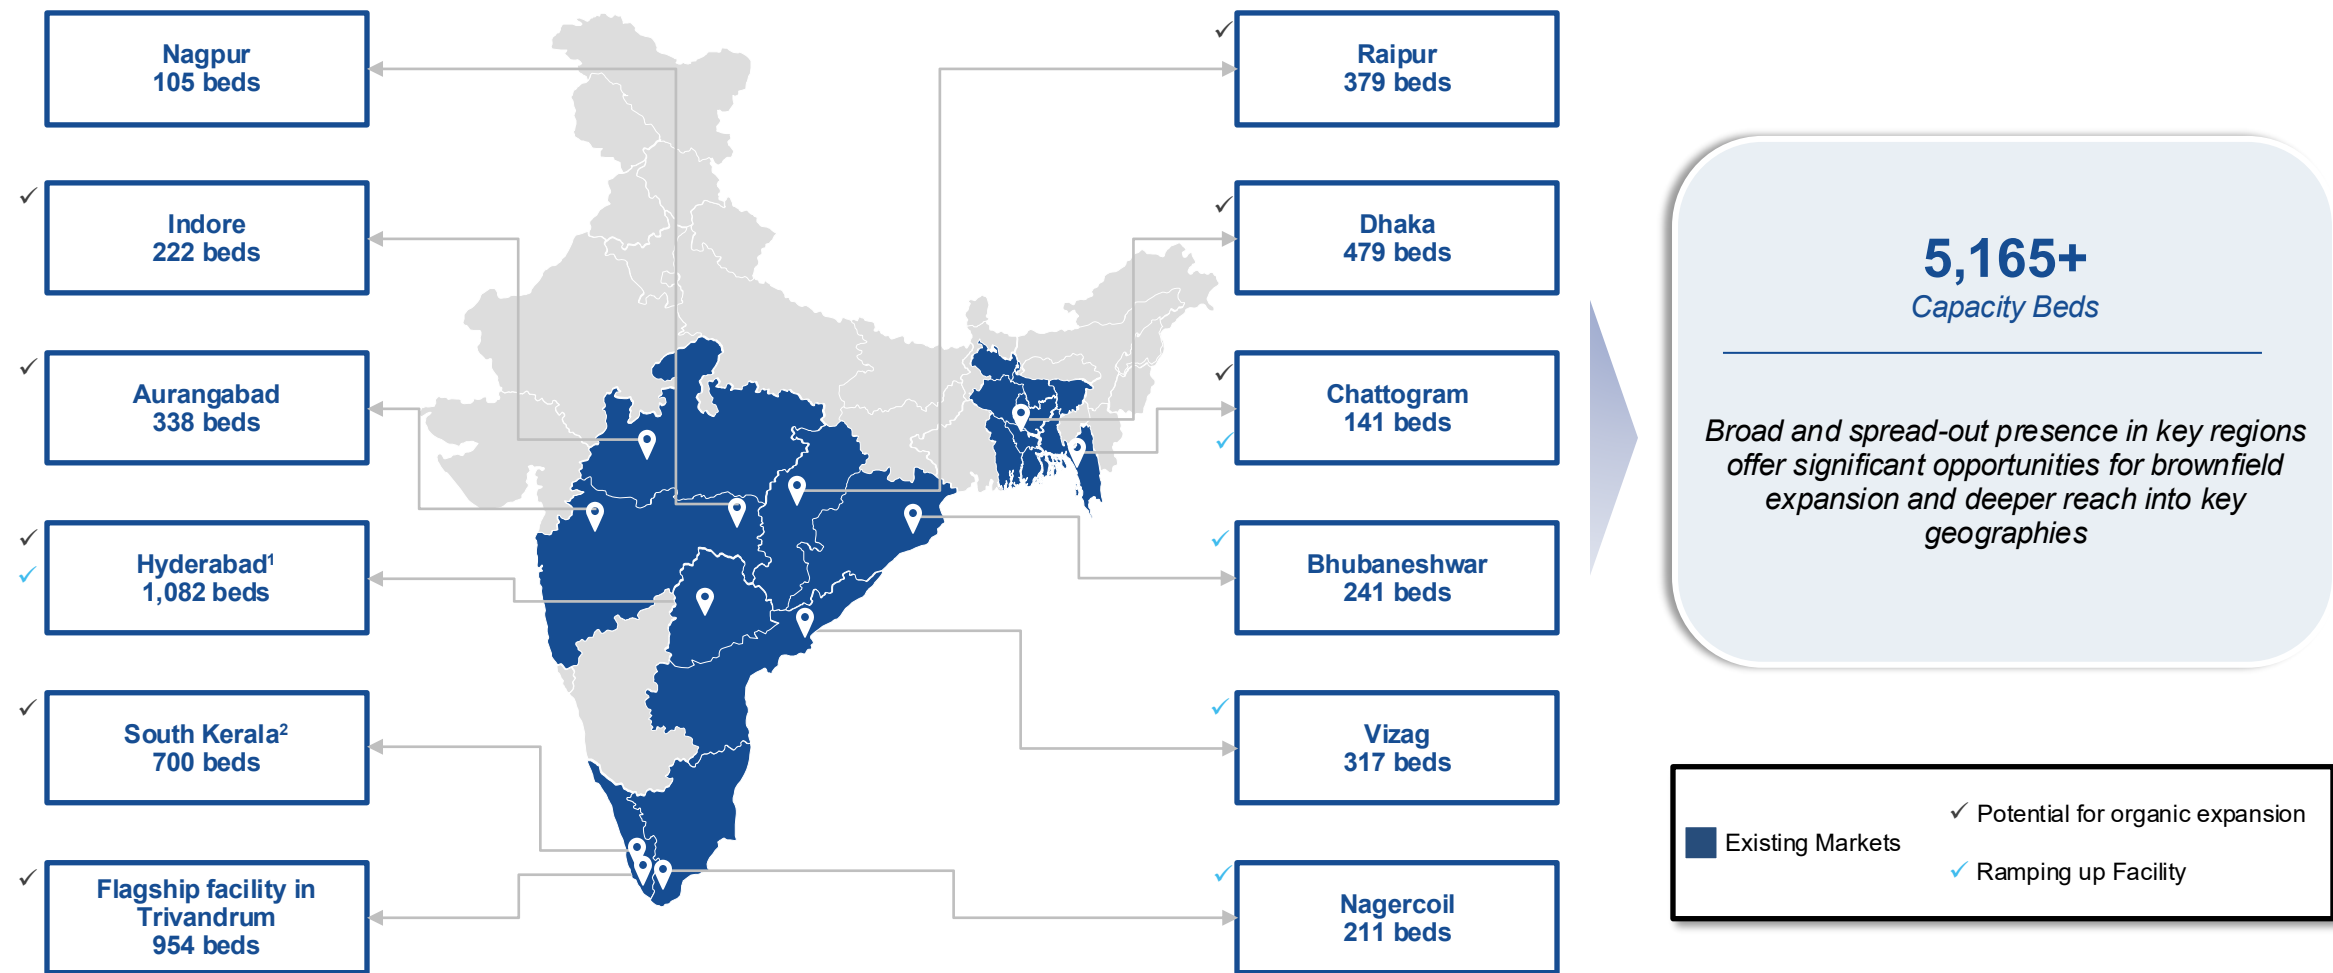 Nagpur
105 beds
Indore
222 beds
Aurangabad
338 beds
Hyderabad¹
1,082 beds
South Kerala²
700 beds
Flagship facility in
Trivandrum
954 beds
Raipur
379 beds
Dhaka
479 beds
Chattogram
141 beds
Bhubaneshwar
241 beds
Vizag
317 beds
Nagercoil
211 beds
5,165+
Capacity Beds
Broad and spread-out presence in key regions
offer significant opportunities for brownfield
expansion and deeper reach into key
geographies
Existing Markets
✓ Potential for organic expansion
✓ Ramping up Facility